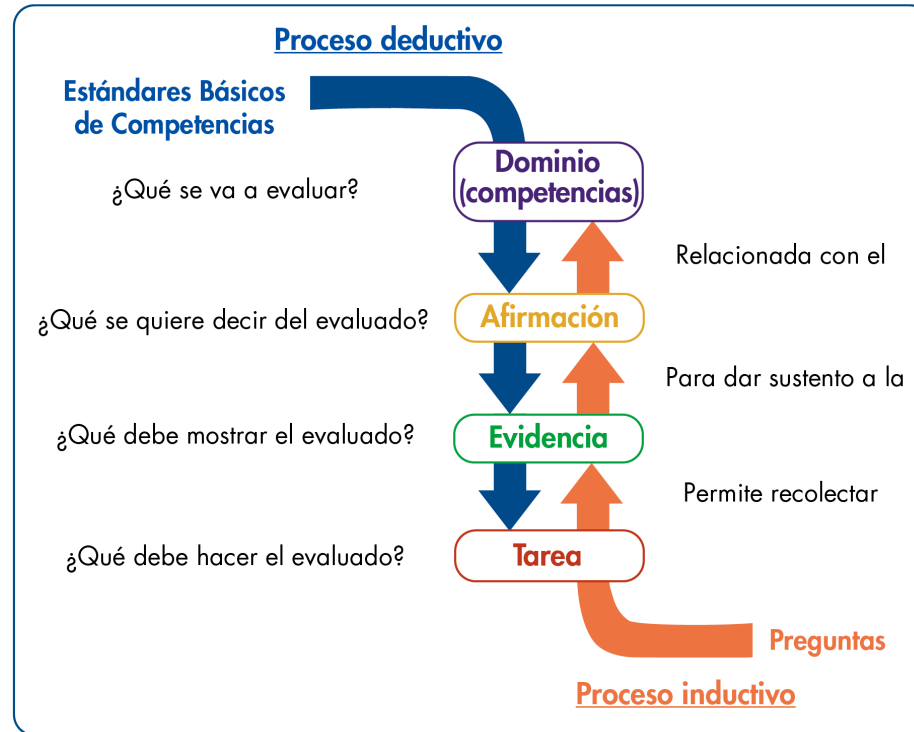 Proceso deductivo
Estándares Básicos
de Competencias
Dominio
(competencias)
¿Qué se va a evaluar?
Relacionada con el
Afirmación
¿Qué se quiere decir del evaluado?
Para dar sustento a la
Evidencia
¿Qué debe mostrar el evaluado?
Permite recolectar
Tarea
¿Qué debe hacer el evaluado?
Preguntas
Proceso inductivo